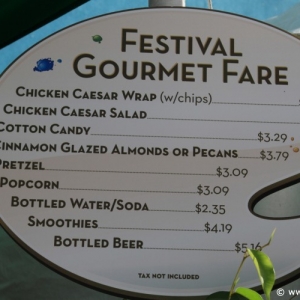 FESTIVAL
GOURMET FARE
CHICKEN CAESAR WRAP (W/CHIPS)
CHICKEN CAESAR SALAD
COTTON CANDY $3.29
CINNAMON GLAZED ALMONDS OR PECANS $3.79
PRETZEL $3.09
POPCORN $3.09
BOTTLED WATER/SODA $2.35
SMOOTHIES $4.19
BOTTLED BEER $5.16
TAX NOT INCLUDED